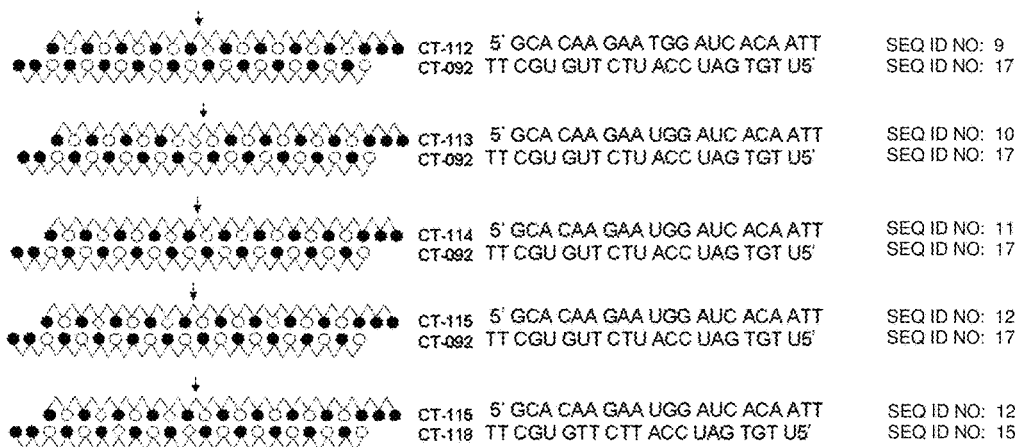 CT-112 5' GCA CAA GAA TGG AUC ACA ATT SEQ ID NO: 9
CT-092 TT CGU GUT CTU ACC UAG TGT U5' SEQ ID NO: 17
CT-113 5' GCA CAA GAA UGG AUC ACA ATT SEQ ID NO: 10
CT-092 TT CGU GUT CTU ACC UAG TGT U5' SEQ ID NO: 17
CT-114 5' GCA CAA GAA UGG AUC ACA ATT SEQ ID NO: 11
CT-092 TT CGU GUT CTU ACC UAG TGT U5' SEQ ID NO: 17
CT-115 5' GCA CAA GAA UGG AUC ACA ATT SEQ ID NO: 12
CT-092 TT CGU GUT CTU ACC UAG TGT U5' SEQ ID NO: 17
CT-115 5' GCA CAA GAA UGG AUC ACA ATT SEQ ID NO: 12
CT-118 TT CGU GTT CTT ACC UAG TGT U5' SEQ ID NO: 15